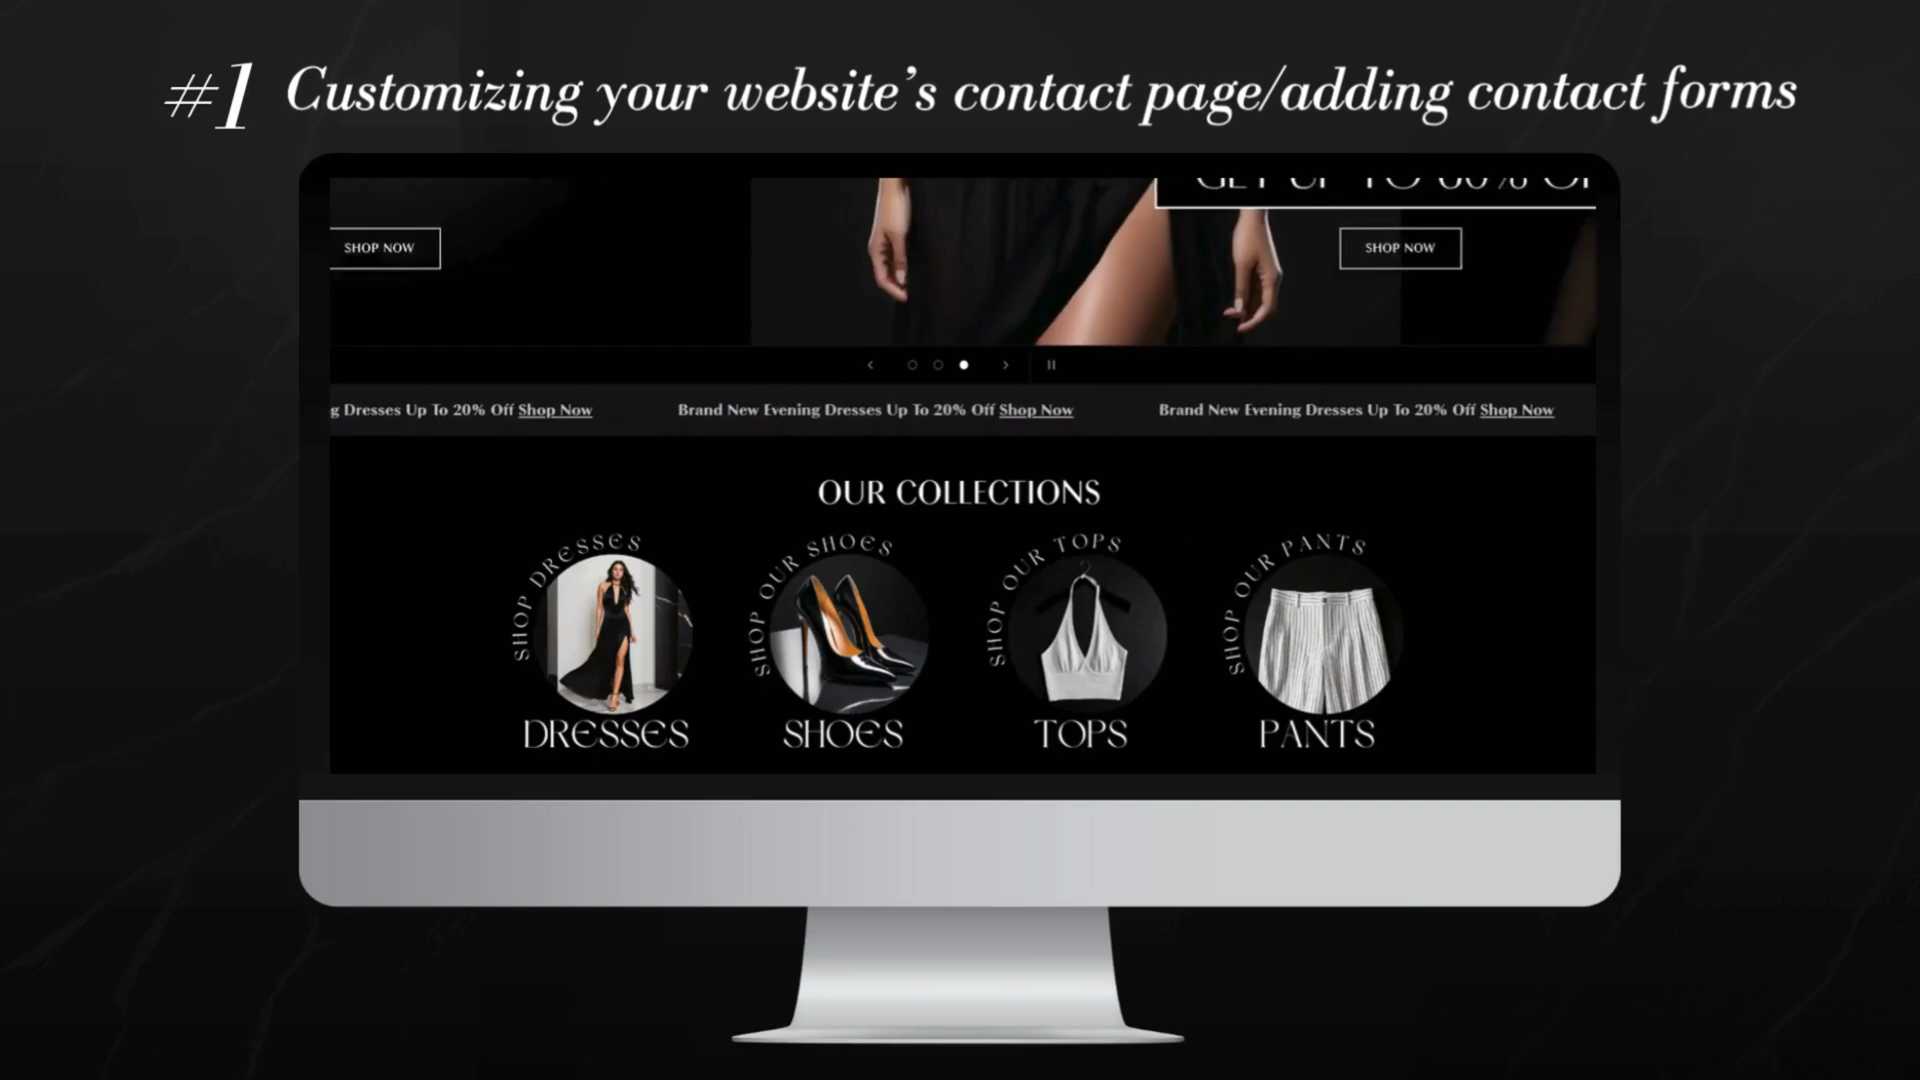 #1 Customizing your website's contact page/adding contact forms
GET UP TO
SHOP NOW
SHOP NOW
g Dresses Up To 20% Off Shop Now
Brand New Evening Dresses Up To 20% Off Shop Now
Brand New Evening Dresses Up To 20% Off Shop Now
OUR COLLECTIONS
SHOP DRESSES
SHOP OUR SHOES
SHOP OUR TOPS
SHOP OUR PANTS
DRESSES
SHOES
TOPS
PANTS